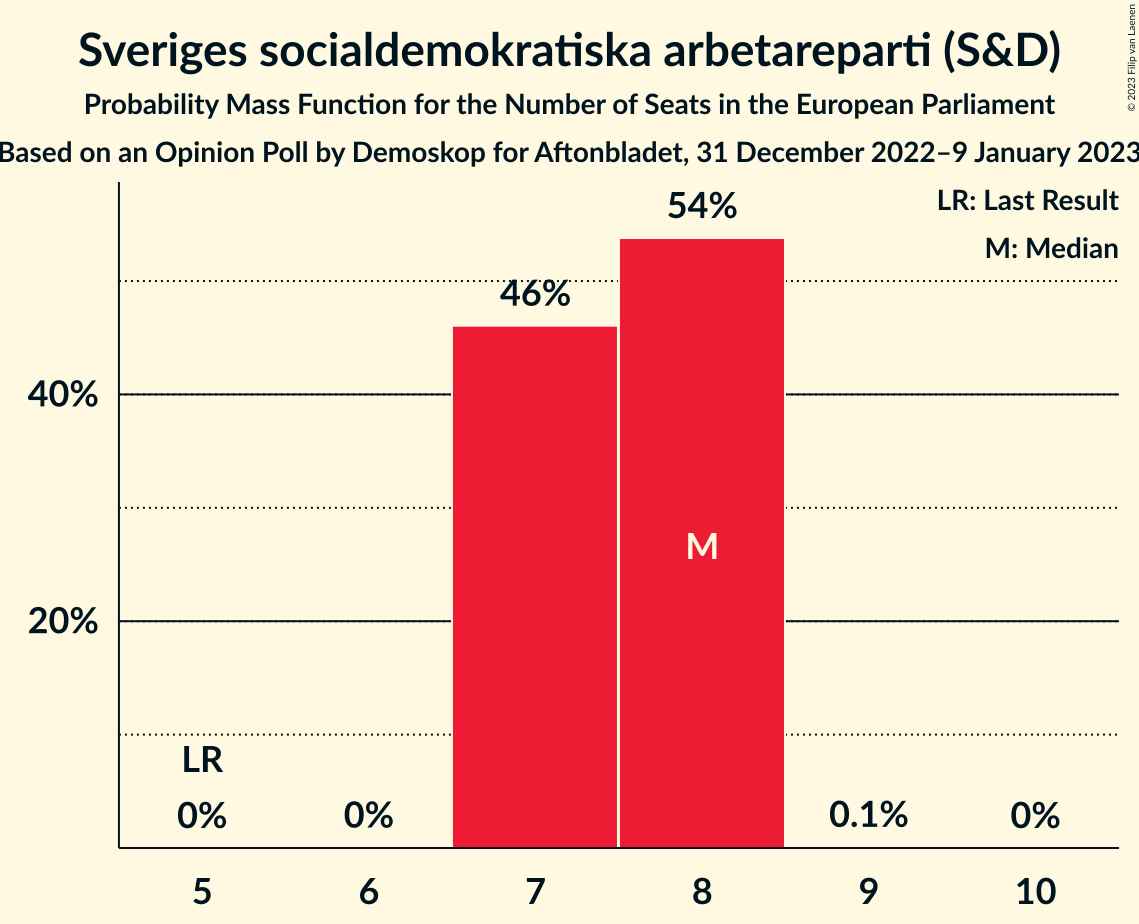 Sveriges socialdemokratiska arbetareparti (S&D)
Probability Mass Function for the Number of Seats in the European Parliament
Based on an Opinion Poll by Demoskop for Aftonbladet, 31 December 2022–9 January 2023
© 2023 Filip van Laenen
LR: Last Result
M: Median
54%
46%
40%
M
20%
LR
0%
0%
0.1%
0%
5
6
7
8
9
10